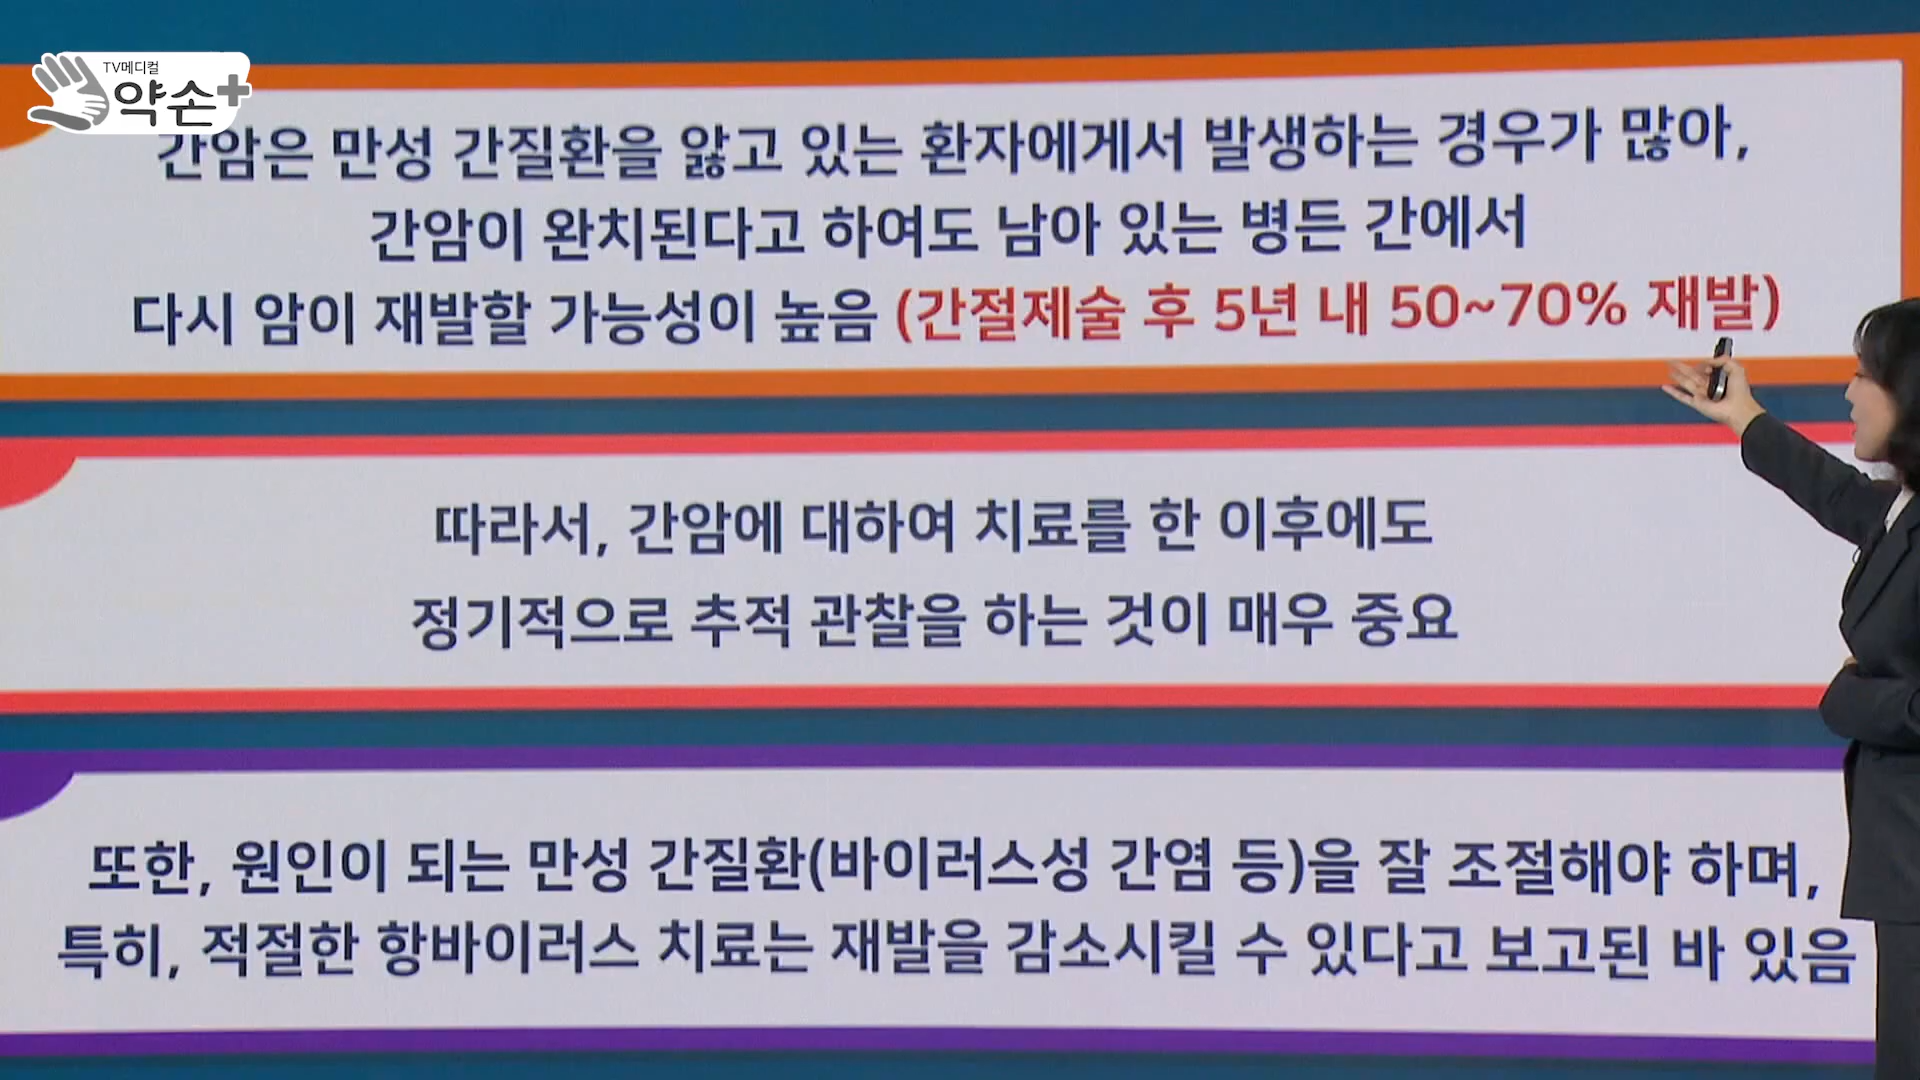 TV메디컬
약손+
간암은 만성 간질환을 앓고 있는 환자에게서 발생하는 경우가 많아,
간암이 완치된다고 하여도 남아 있는 병든 간에서
다시 암이 재발할 가능성이 높음 (간절제술 후 5년 내 50~70% 재발)
따라서, 간암에 대하여 치료를 한 이후에도
정기적으로 추적 관찰을 하는 것이 매우 중요
또한, 원인이 되는 만성 간질환(바이러스성 간염 등)을 잘 조절해야 하며,
특히, 적절한 항바이러스 치료는 재발을 감소시킬 수 있다고 보고된 바 있음